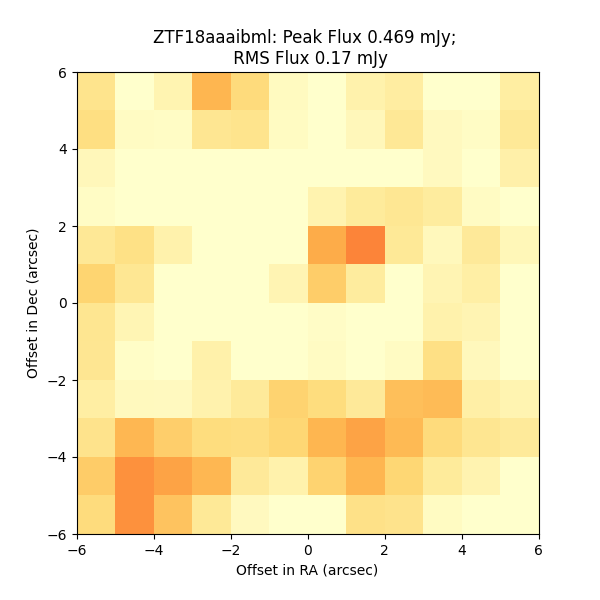 ZTF18aaaibml: Peak Flux 0.469 mJy;
RMS Flux 0.17 mJy
6
4
2
0
−2
−4
−6
Offset in Dec (arcsec)
−6 −4 −2 0 2 4 6
Offset in RA (arcsec)